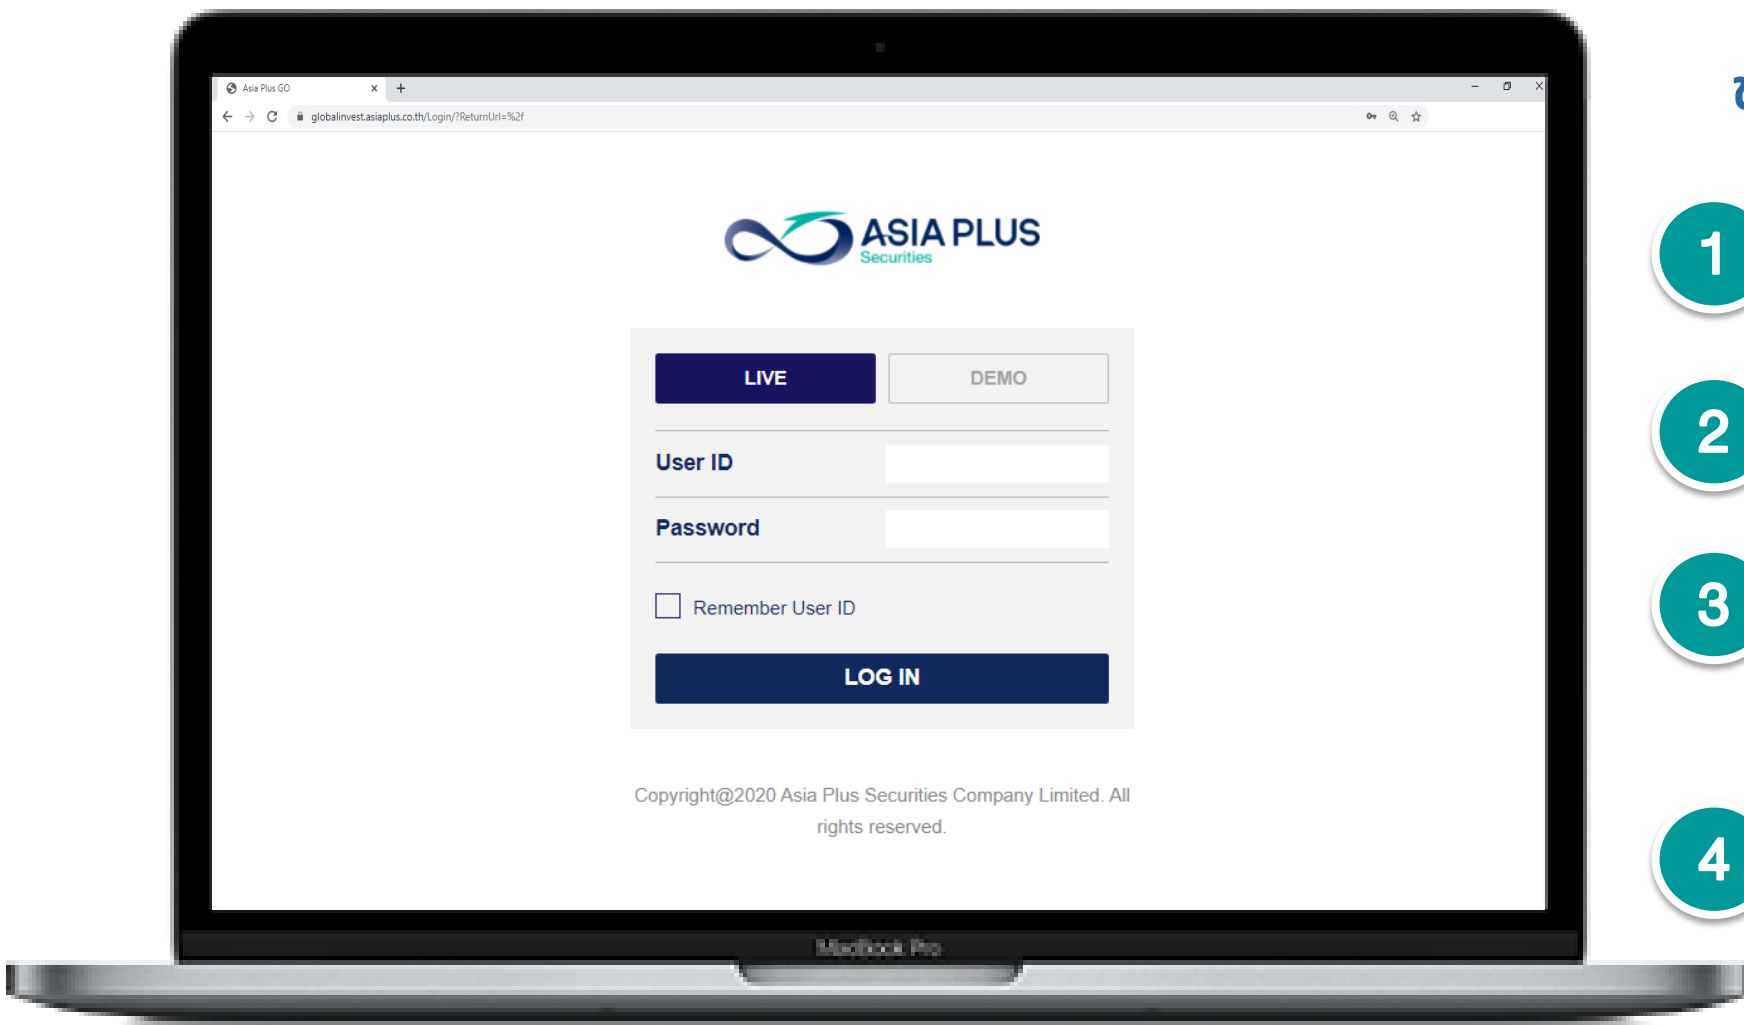 Asia Plus GO
globalinvest.asiaplus.co.th/Login/?ReturnUrl=%2f
ASIA PLUS
Securities
LIVE DEMO
User ID
Password
Remember User ID
LOG IN
Copyright@2020 Asia Plus Securities Company Limited. All
rights reserved.
MacBook Pro
1
2
3
4